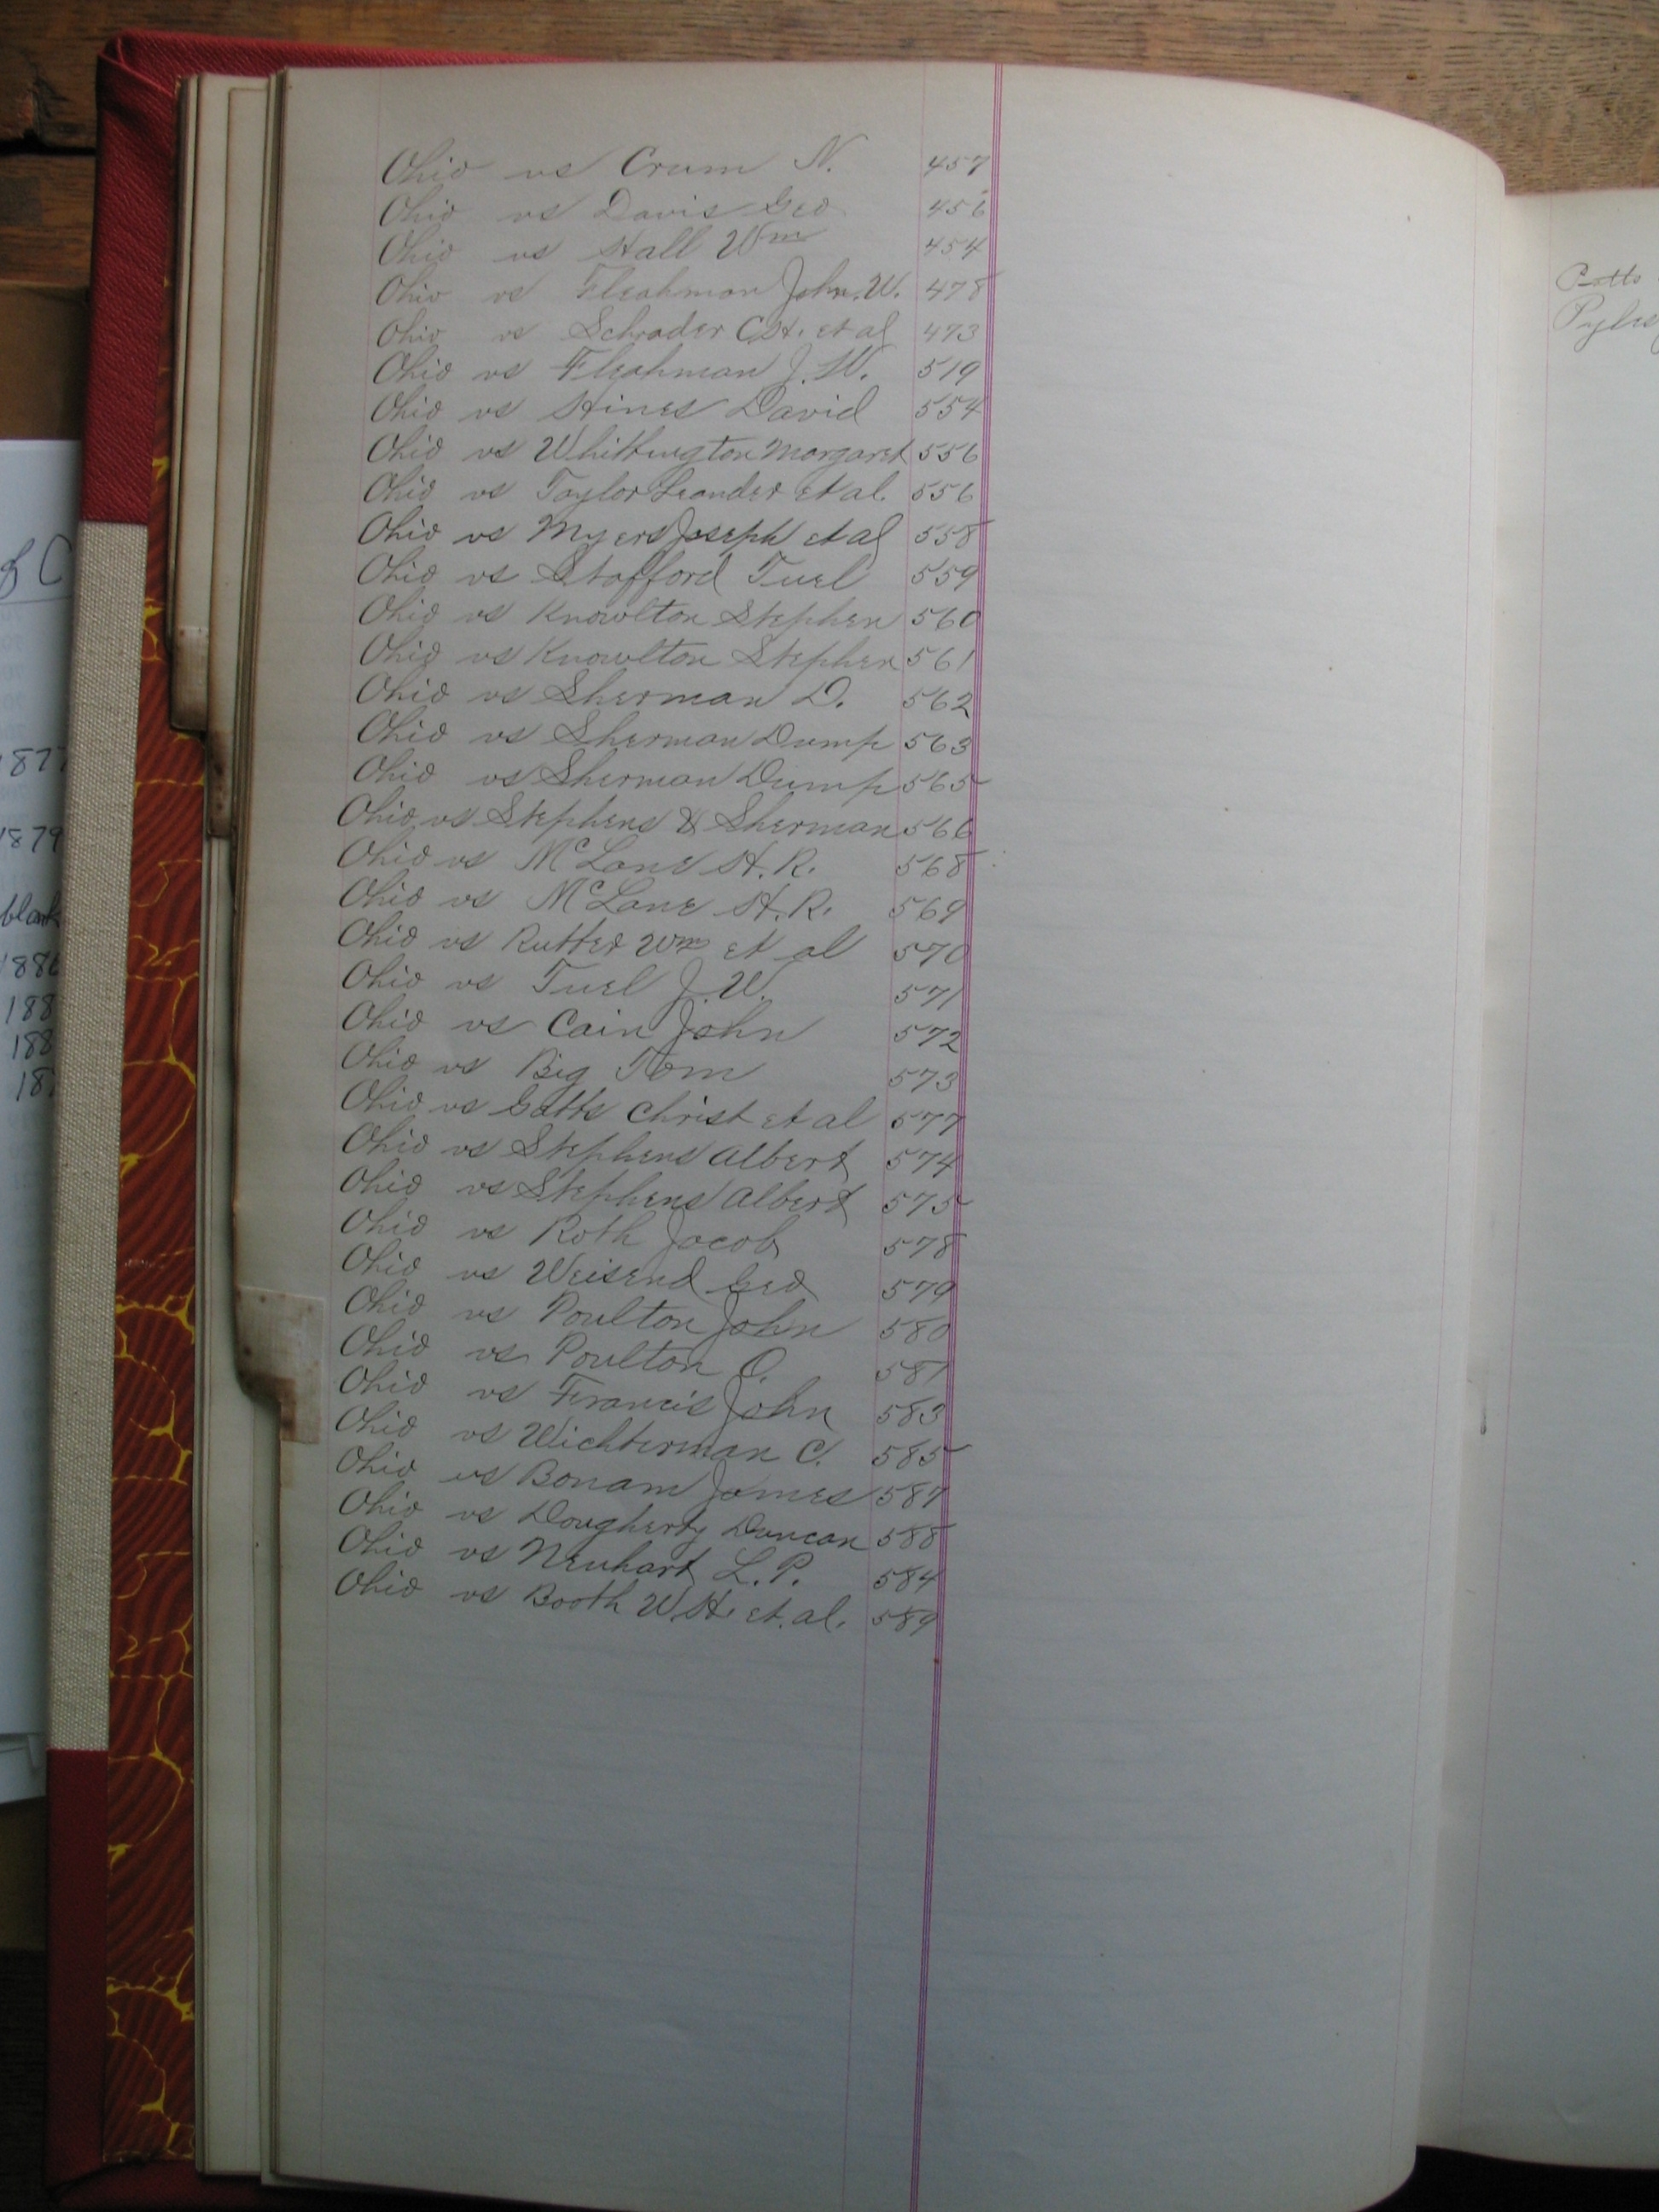 Ohio vs Crum N. 457
Ohio vs Davis Geo 456
Ohio vs Hall Wm 454
Ohio vs Fleahman John. W. 478
Ohio vs Schrader C.H. et al 473
Ohio vs Fleahman J. W. 519
Ohio vs Hines David 554
Ohio vs Whittington Margaret 556
Ohio vs Taylor Leander et al. 556
Ohio vs Myers Joseph et al 558
Ohio vs Stafford Tuel 559
Ohio vs Knowlton Stephen 560
Ohio vs Knowlton Stephen 561
Ohio vs Sherman D. 562
Ohio vs Sherman Dump 563
Ohio vs Sherman Dump 565
Ohio vs Stephens & Sherman 566
Ohio vs McLane H. R. 568
Ohio vs McLane H. R. 569
Ohio vs Rutter Wm et al 570
Ohio vs Tuel J. W. 571
Ohio vs Cain John 572
Ohio vs Big Tom 573
Ohio vs Gatts Christ et al 577
Ohio vs Stephens Albert 574
Ohio vs Stephens Albert 575
Ohio vs Roth Jacob 578
Ohio vs Weisend Geo 579
Ohio vs Poulton John 580
Ohio vs Poulton O. 581
Ohio vs Francis John 583
Ohio vs Wichterman C. 585
Ohio vs Bonam James 587
Ohio vs Dougherty Duncan 588
Ohio vs Neuhart L. P. 584
Ohio vs Booth W. H. et. al. 589
of C
1877
1879
blank
1886
188
188
18
Potts
Pyles